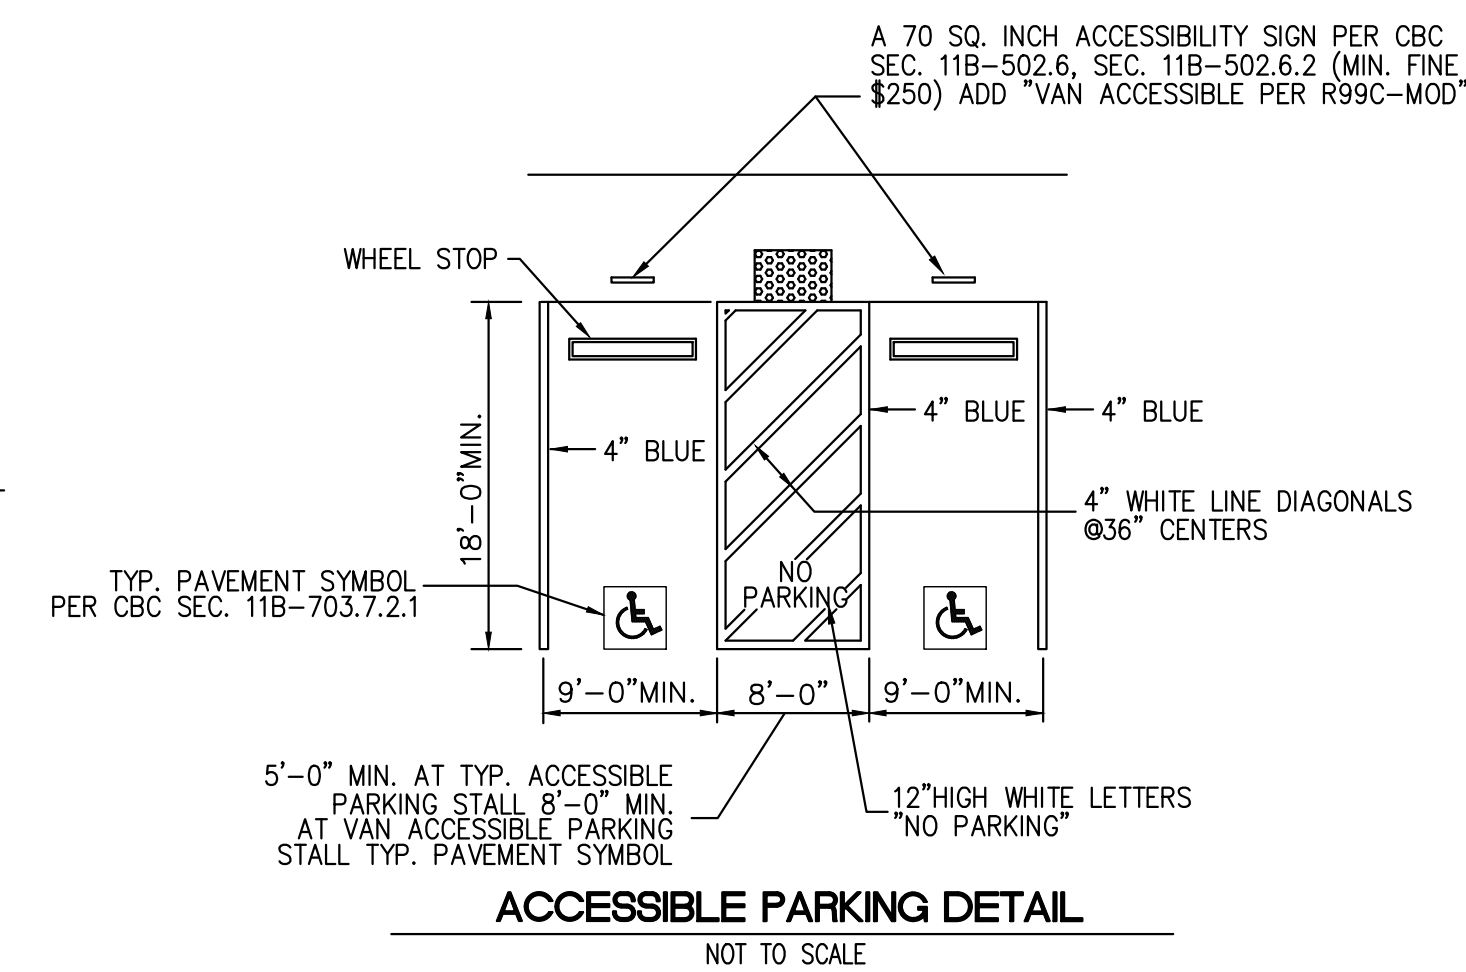 A 70 SQ. INCH ACCESSIBILITY SIGN PER CBC
SEC. 11B-502.6, SEC. 11B-502.6.2 (MIN. FINE
$250) ADD "VAN ACCESSIBLE PER R99C-MOD"
WHEEL STOP
4" BLUE
4" BLUE
4" BLUE
18'-0"MIN.
4" WHITE LINE DIAGONALS
@36" CENTERS
TYP. PAVEMENT SYMBOL
PER CBC SEC. 11B-703.7.2.1
NO
PARKING
9'-0"MIN.
8'-0"
9'-0"MIN.
5'-0" MIN. AT TYP. ACCESSIBLE
PARKING STALL 8'-0" MIN.
AT VAN ACCESSIBLE PARKING
STALL TYP. PAVEMENT SYMBOL
12"HIGH WHITE LETTERS
"NO PARKING"
ACCESSIBLE PARKING DETAIL
NOT TO SCALE